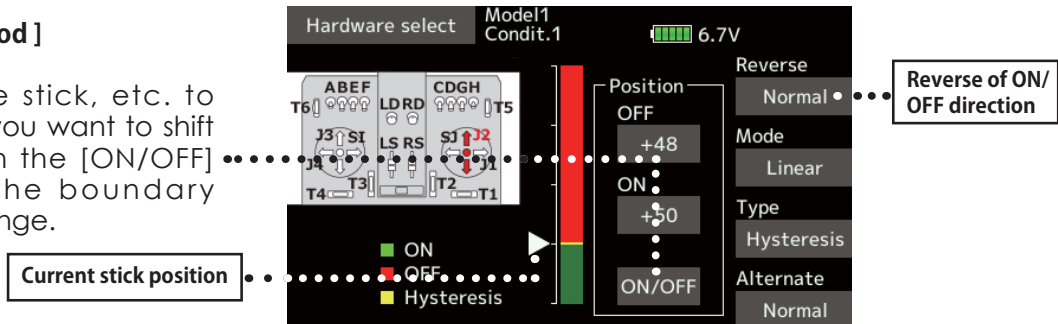 od ]
e stick, etc. to
you want to shift
n the [ON/OFF]
he boundary
nge.
Current stick position
Hardware select
Model1
Condit.1
6.7V
ABEF
CDGH
T6
LD RD
T5
J3
SI
LS RS
SJ
J2
J4
J1
T3
T2
T4
T1
ON
OFF
Hysteresis
Position
OFF
+48
ON
+50
ON/OFF
Reverse
Normal
Mode
Linear
Type
Hysteresis
Alternate
Normal
Reverse of ON/
OFF direction